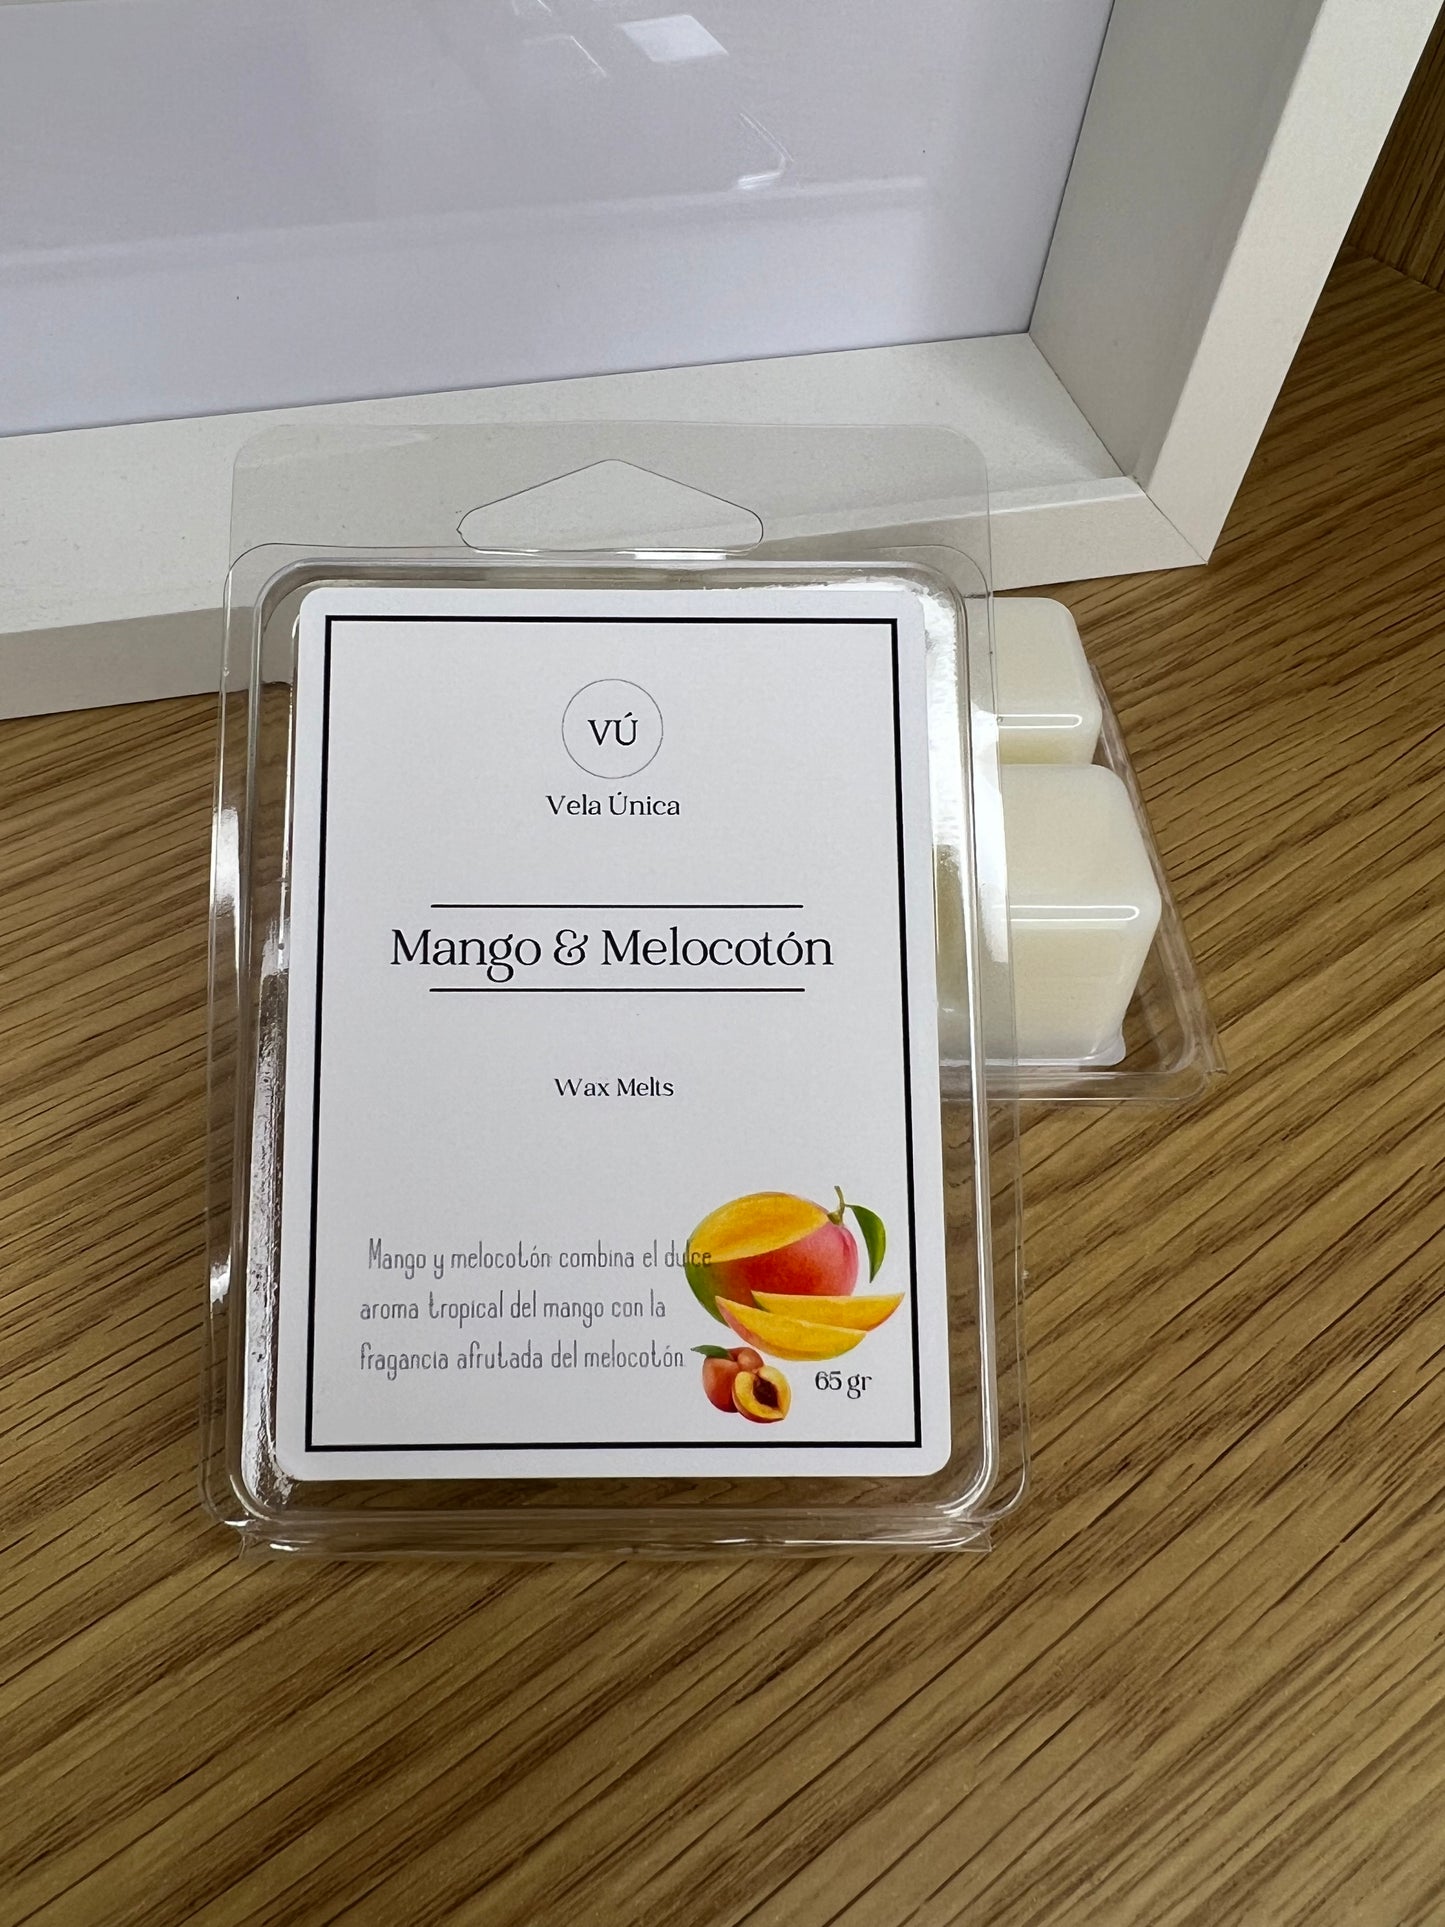 VÚ
Vela Única
Mango & Melocotón
Wax Melts
Mango y melocotón combina el dulce
aroma tropical del mango con la
fragancia afrutada del melocotón
65 gr